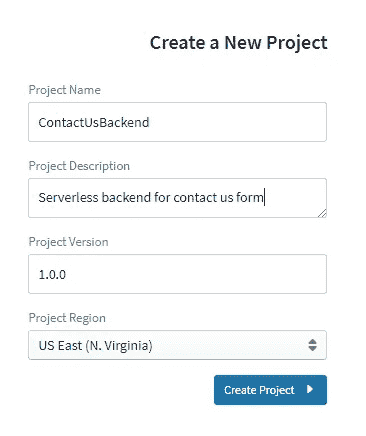 Create a New Project
Project Name
ContactUsBackend
Project Description
Serverless backend for contact us form
Project Version
1.0.0
Project Region
US East (N. Virginia)
Create Project